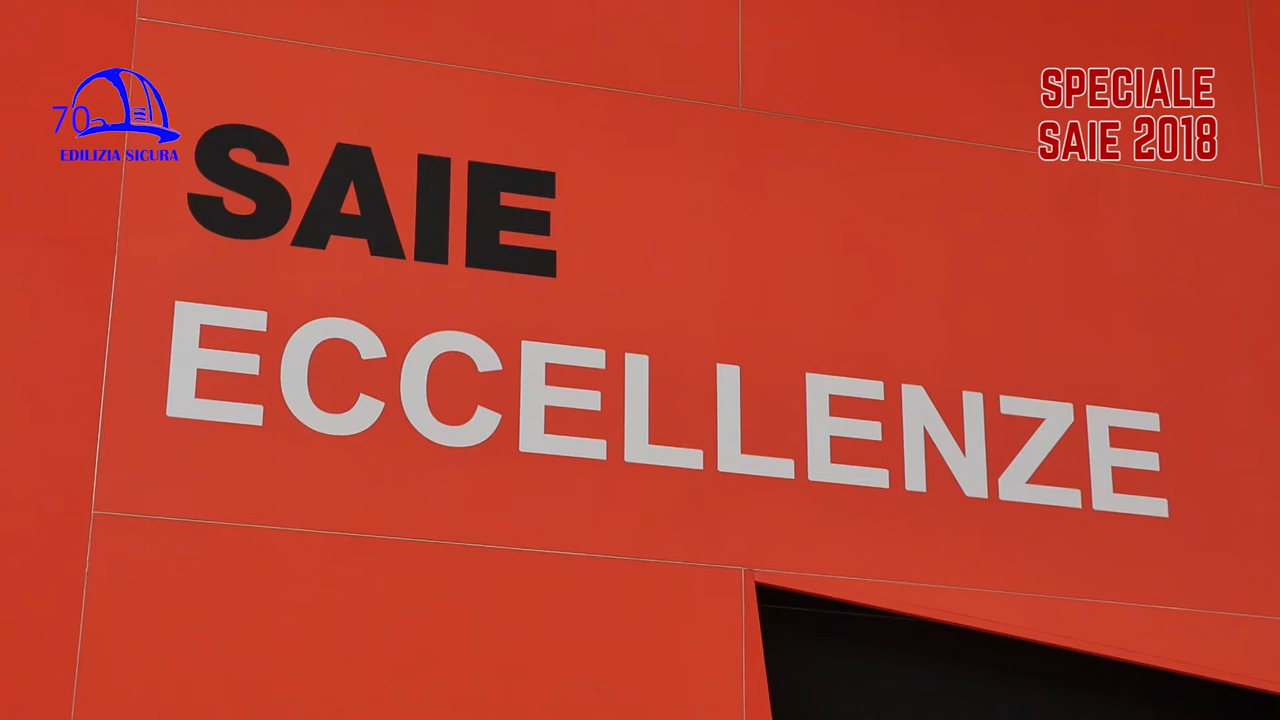 70
EDILIZIA SICURA
SPECIALE
SAIE 2018
SAIE
ECCELLENZE